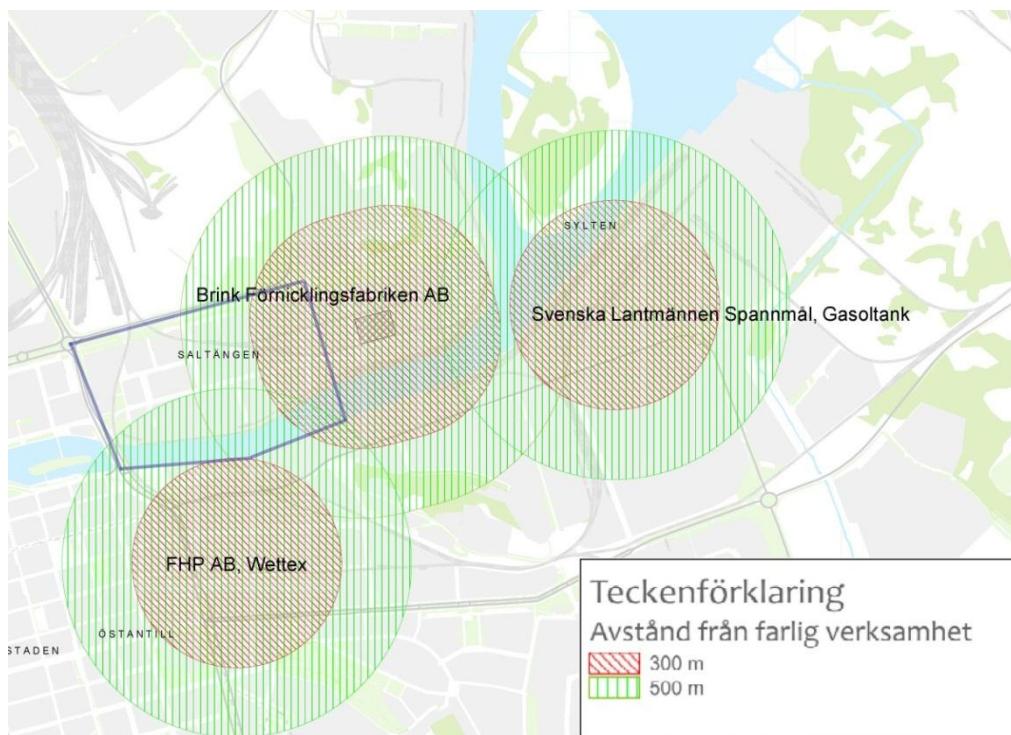 SYLTEN
Brink Förnicklingsfabriken AB
Svenska Lantmännen Spannmål, Gasoltank
SALTÄNGEN
FHP AB, Wettex
ÖSTANTILL
STADEN
Teckenförklaring
Avstånd från farlig verksamhet
300 m
500 m